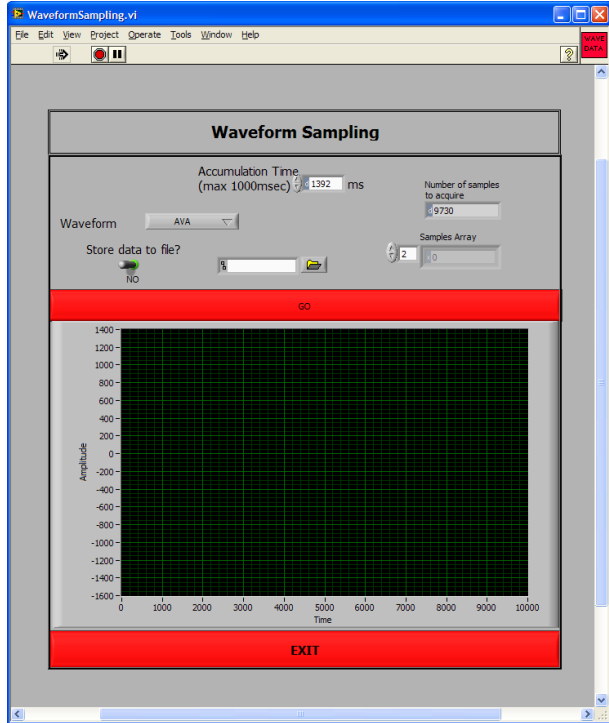 WaveformSampling.vi
File Edit View Project Operate Tools Window Help
WAVE
DATA
Waveform Sampling
Accumulation Time
(max 1000msec) 1392 ms
Number of samples
to acquire
9730
Waveform AVA
Samples Array
2 0
Store data to file?
NO
GO
1400
1200
1000
800
600
400
200
0
-200
-400
-600
-800
-1000
-1200
-1400
-1600
Amplitude
0 1000 2000 3000 4000 5000 6000 7000 8000 9000 10000
Time
EXIT